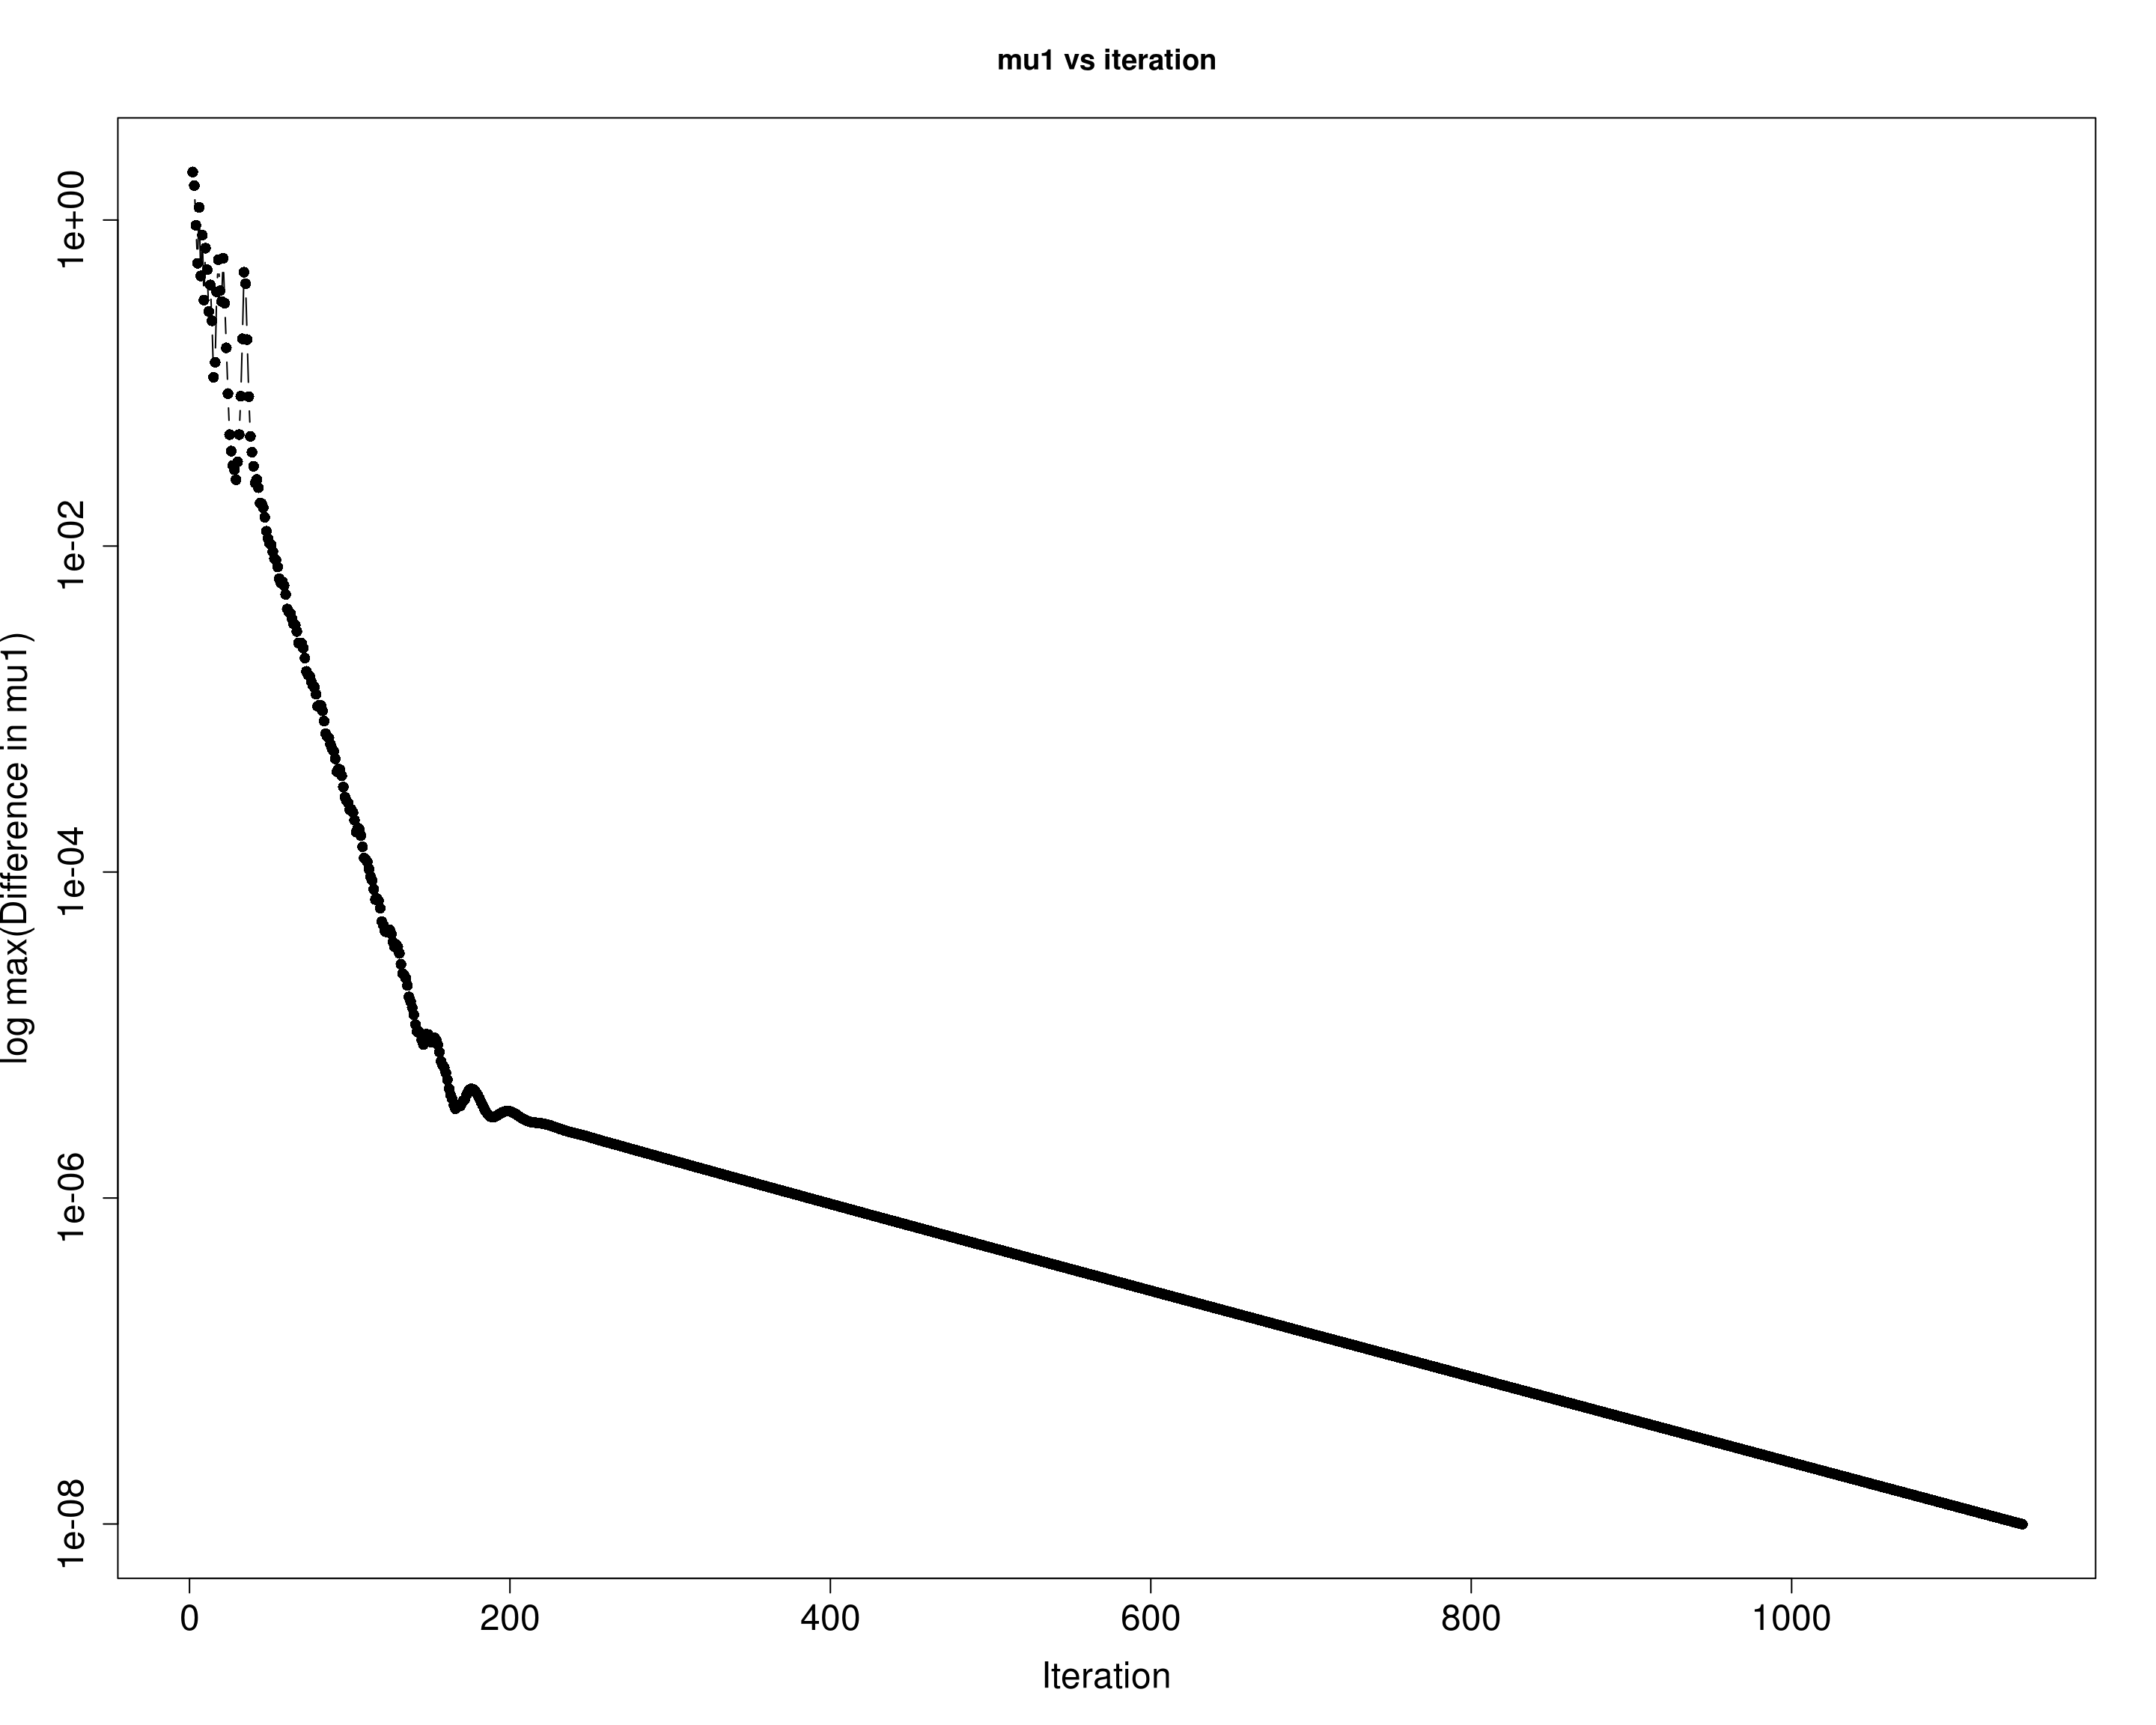 mu1 vs iteration
log max(Difference in mu1)
1e+00
1e-02
1e-04
1e-06
1e-08
0 200 400 600 800 1000
Iteration